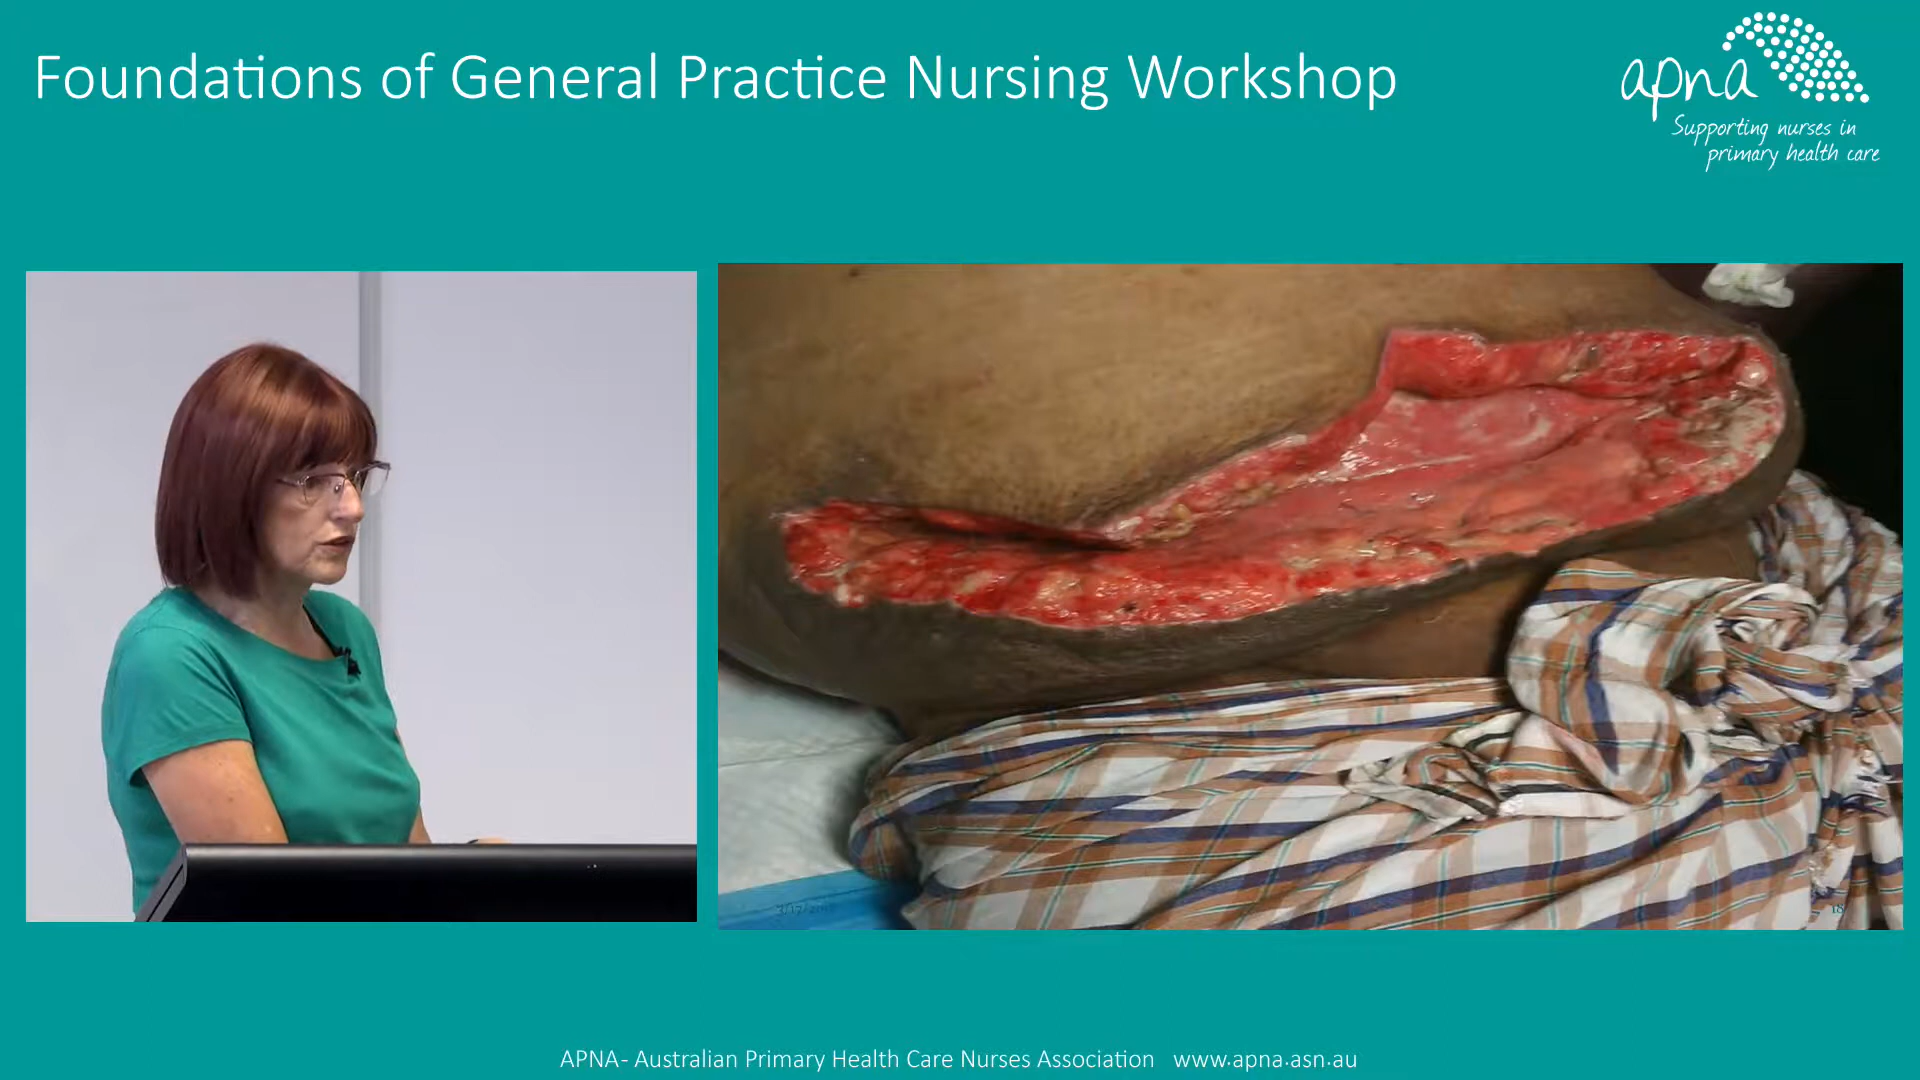 Foundations of General Practice Nursing Workshop
apna
Supporting nurses in
primary health care
18
APNA- Australian Primary Health Care Nurses Association www.apna.asn.au